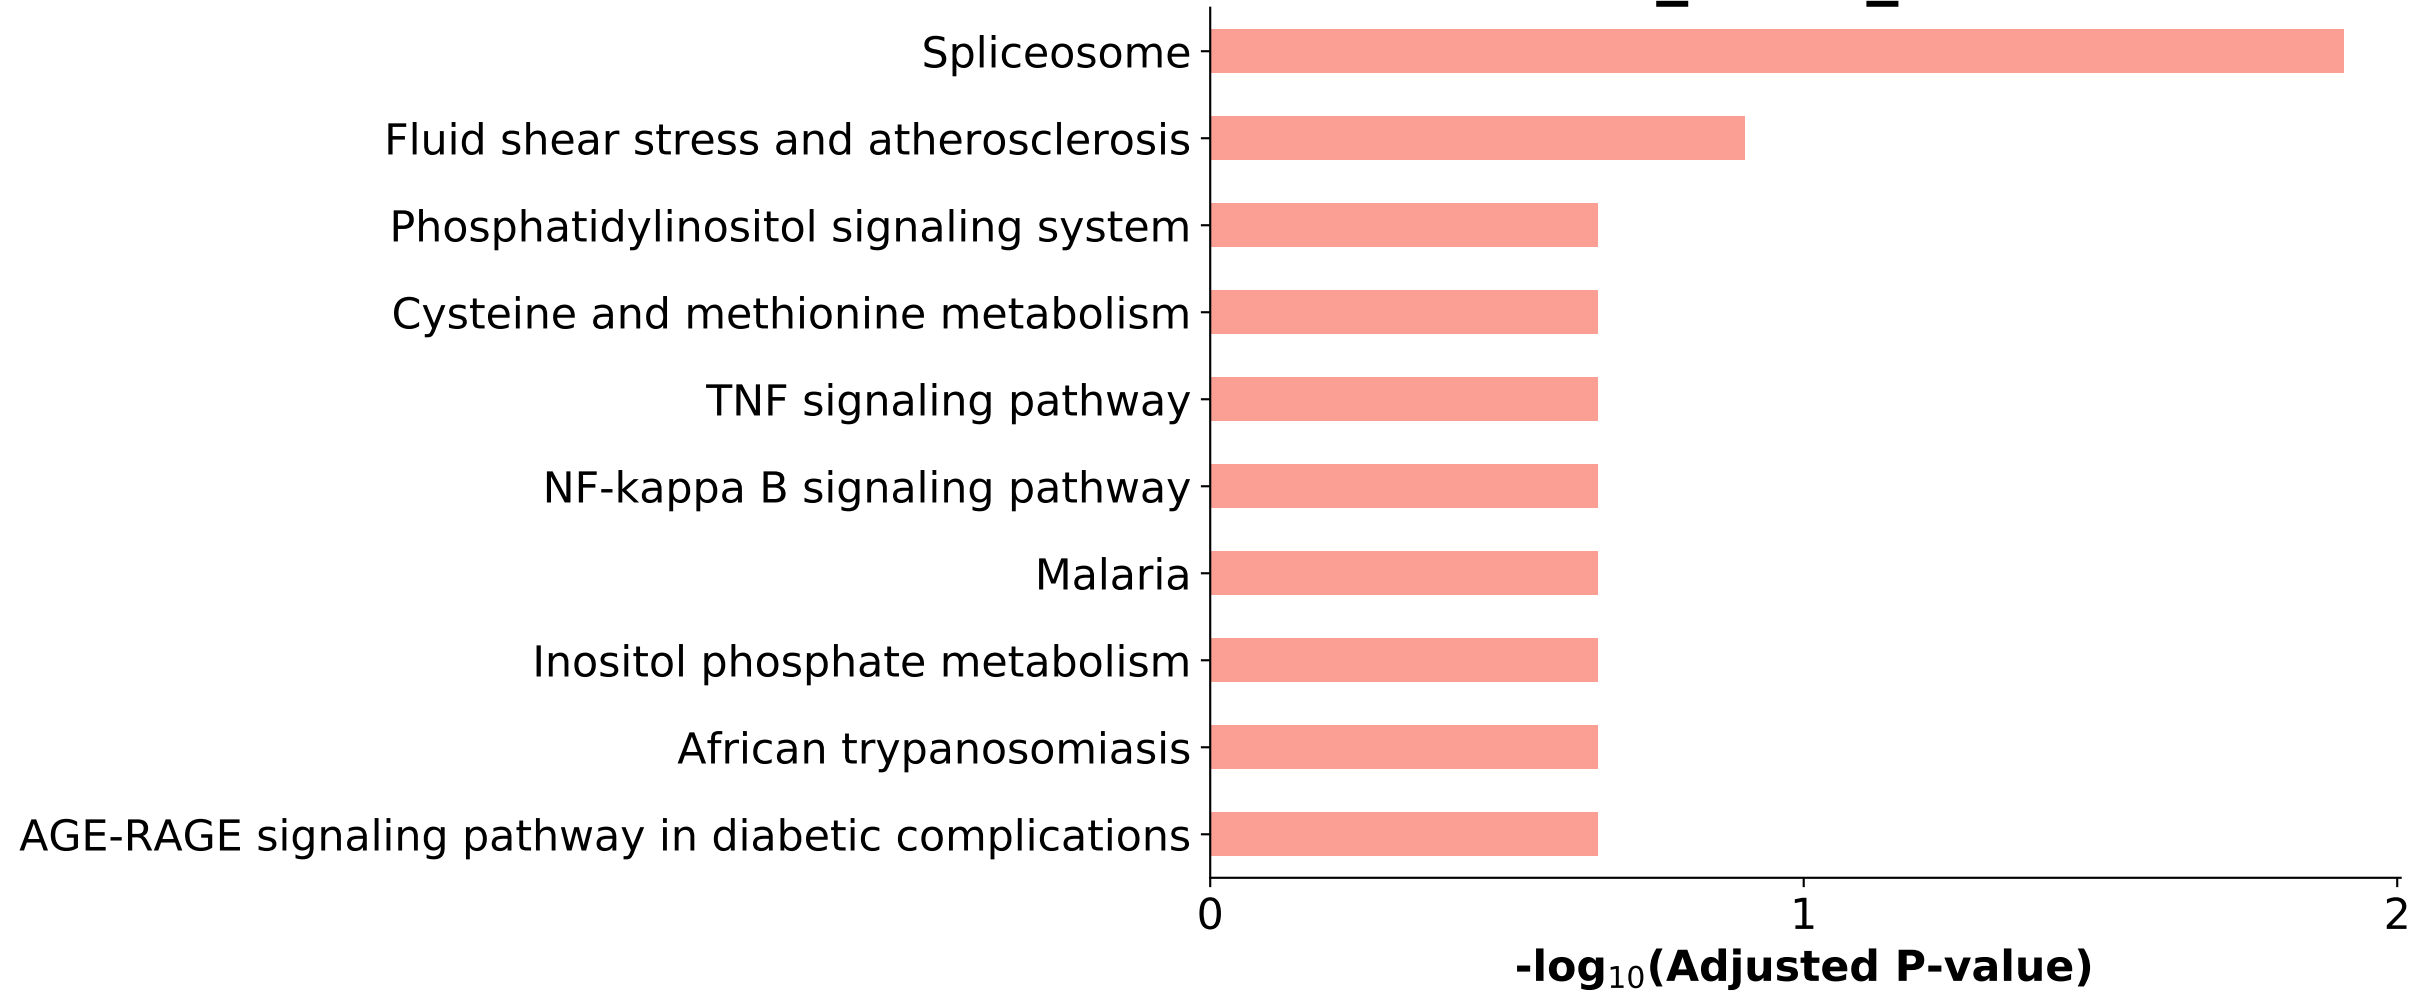 Spliceosome
Fluid shear stress and atherosclerosis
Phosphatidylinositol signaling system
Cysteine and methionine metabolism
TNF signaling pathway
NF-kappa B signaling pathway
Malaria
Inositol phosphate metabolism
African trypanosomiasis
AGE-RAGE signaling pathway in diabetic complications
0 1 2
-log₁₀(Adjusted P-value)